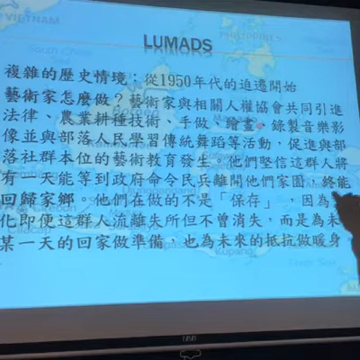 LUMADS
複雜的歷史情境：從1950年代的迫遷開始
藝術家怎麼做？藝術家與相關人權協會共同引進
法律、農業耕種技術、手做、繪畫、錄製音樂影
像並與部落人民學習傳統舞蹈等活動，促進與部
落社群本位的藝術教育發生。他們堅信這群人將
有一天能等到政府命令民兵離開他們家園，終能
回歸家鄉。他們在做的不是「保存」，因為
化即便這群人流離失所但不曾消失，而是為未
某一天的回家做準備，也為未來的抵抗做暖身
VIETNAM
PHILIPPINES